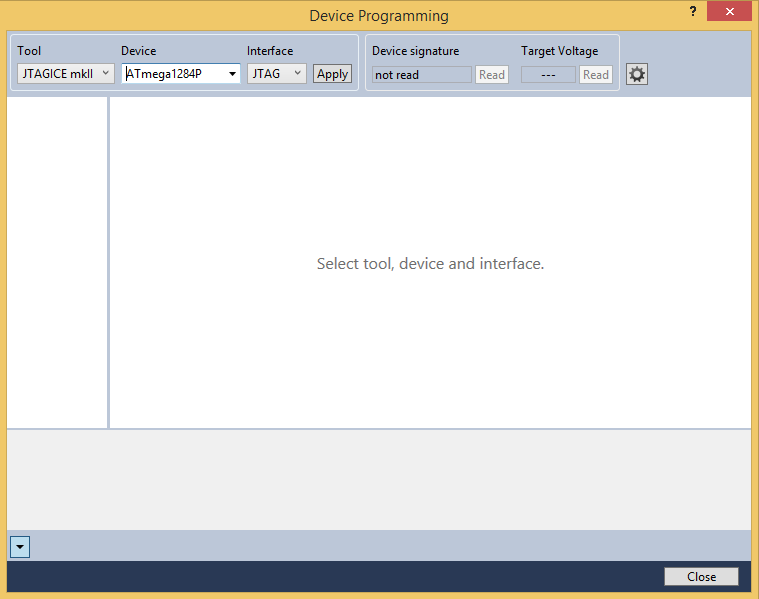 Device Programming
?
Tool Device Interface Device signature Target Voltage
JTAGICE mkII ATmega1284P JTAG Apply not read Read --- Read
Select tool, device and interface.
Close